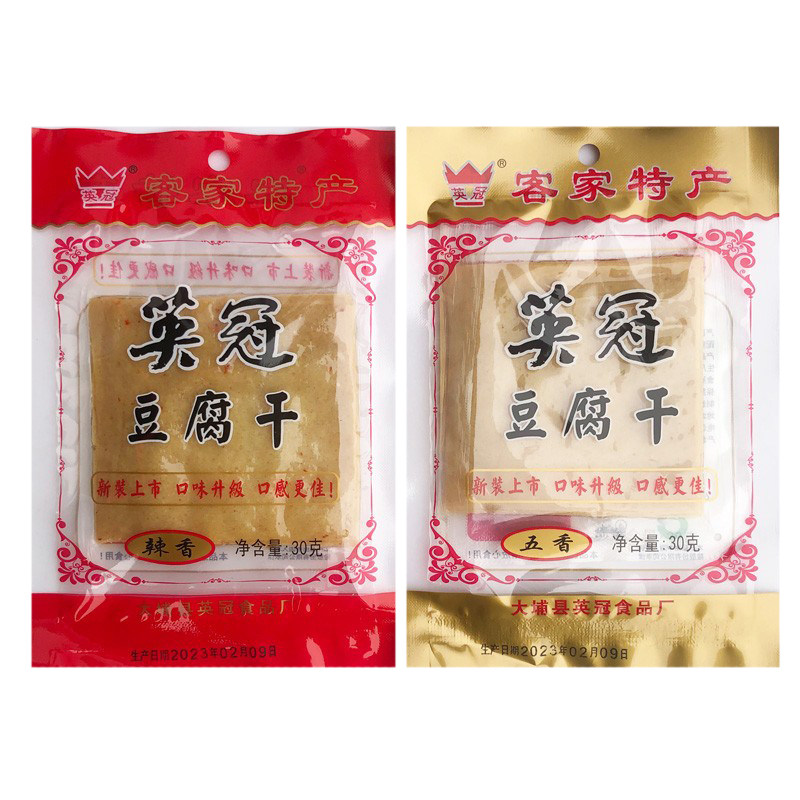 英冠®
客家特产
新装上市 口味升级 口感更佳!
英冠
豆腐干
新装上市 口味升级 口感更佳!
辣香
净含量:30克
大埔县英冠食品厂
生产日期2023年02月09日
英冠®
客家特产
英冠
豆腐干
新装上市 口味升级 口感更佳!
五香
净含量:30克
大埔县英冠食品厂
生产日期2023年02月09日